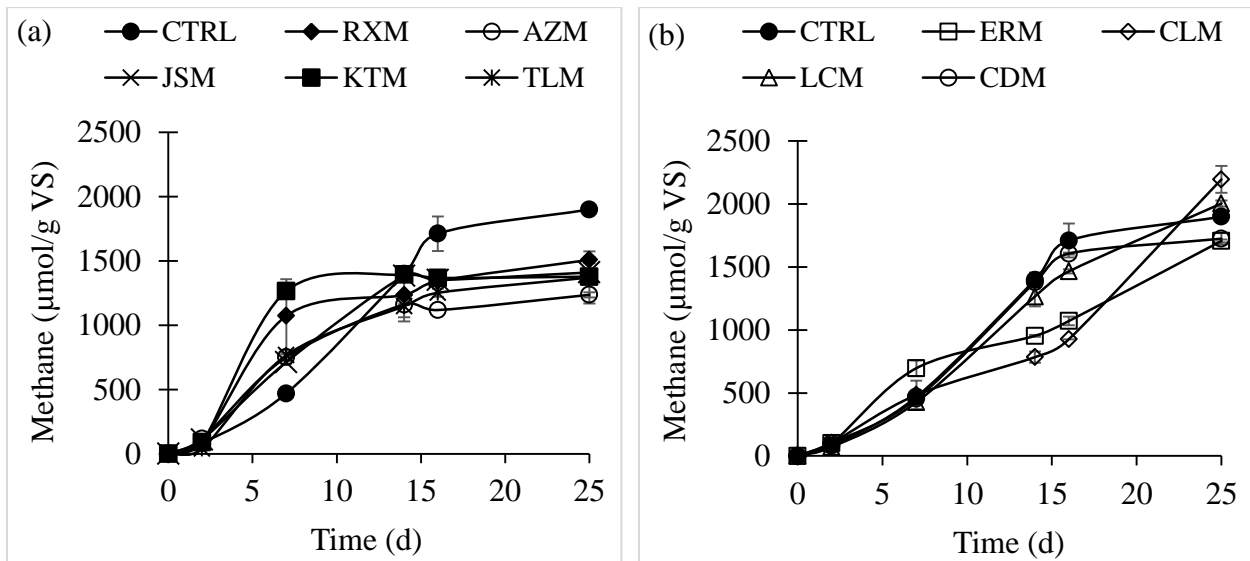 (a) CTRL RXM AZM
JSM KTM TLM
Methane (µmol/g VS)
2500
2000
1500
1000
500
0
0 5 10 15 20 25
Time (d)
(b) CTRL ERM CLM
LCM CDM
Methane (µmol/g VS)
2500
2000
1500
1000
500
0
0 5 10 15 20 25
Time (d)